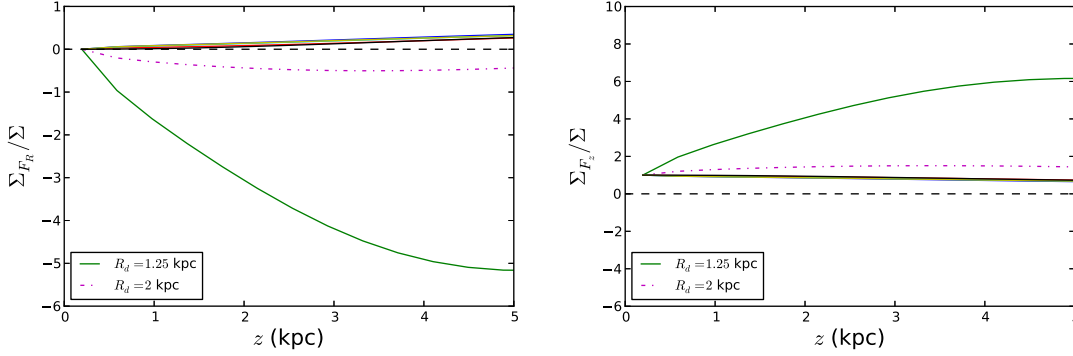 1
0
−1
−2
−3
−4
−5
−6
Σ_{F_R}/Σ
R_d = 1.25 kpc
R_d = 2 kpc
0 1 2 3 4 5
z (kpc)
10
8
6
4
2
0
−2
−4
−6
Σ_{F_z}/Σ
R_d = 1.25 kpc
R_d = 2 kpc
0 1 2 3 4
z (kpc)